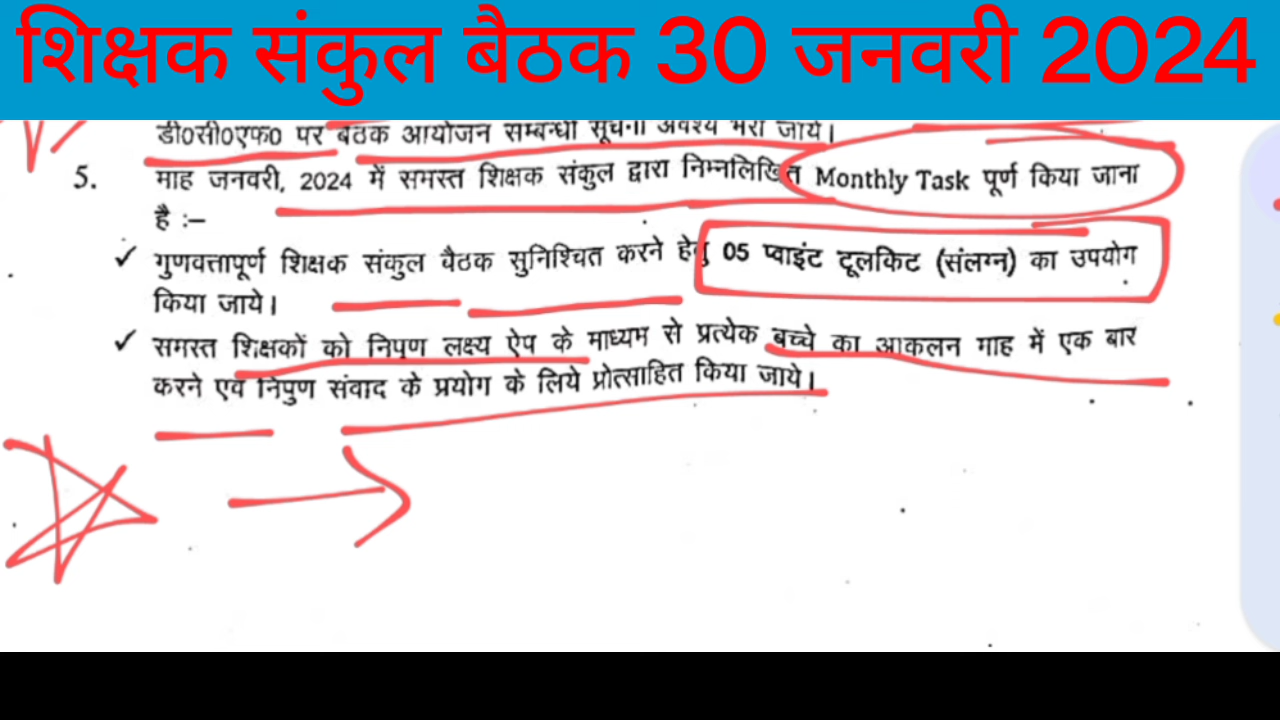 शिक्षक संकुल बैठक 30 जनवरी 2024
डी0सी0एफ0 पर बैठक आयोजन सम्बन्धी सूचना अवश्य भरी जाये।
5. माह जनवरी, 2024 में समस्त शिक्षक संकुल द्वारा निम्नलिखित Monthly Task पूर्ण किया जाना
है :–
✓ गुणवत्तापूर्ण शिक्षक संकुल बैठक सुनिश्चित करने हेतु 05 प्वाइंट टूलकिट (संलग्न) का उपयोग
किया जाये।
✓ समस्त शिक्षकों को निपुण लक्ष्य ऐप के माध्यम से प्रत्येक बच्चे का आकलन माह में एक बार
करने एवं निपुण संवाद के प्रयोग के लिये प्रोत्साहित किया जाये।